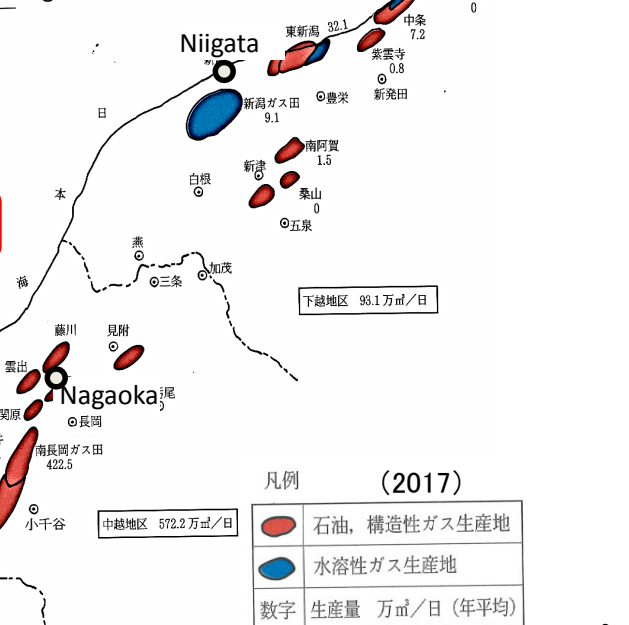 0
中条
7.2
東新潟 32.1
Niigata
紫雲寺
0.8
新発田
豊栄
新潟ガス田
9.1
日
南阿賀
1.5
新津
白根
桑山
0
五泉
本
燕
加茂
三条
海
下越地区 93.1万㎥／日
藤川
見附
雲出
Nagaoka
尾
関原
長岡
南長岡ガス田
422.5
小千谷
中越地区 572.2万㎥／日
凡例 （2017）
石油，構造性ガス生産地
水溶性ガス生産地
数字 生産量 万㎥／日（年平均）